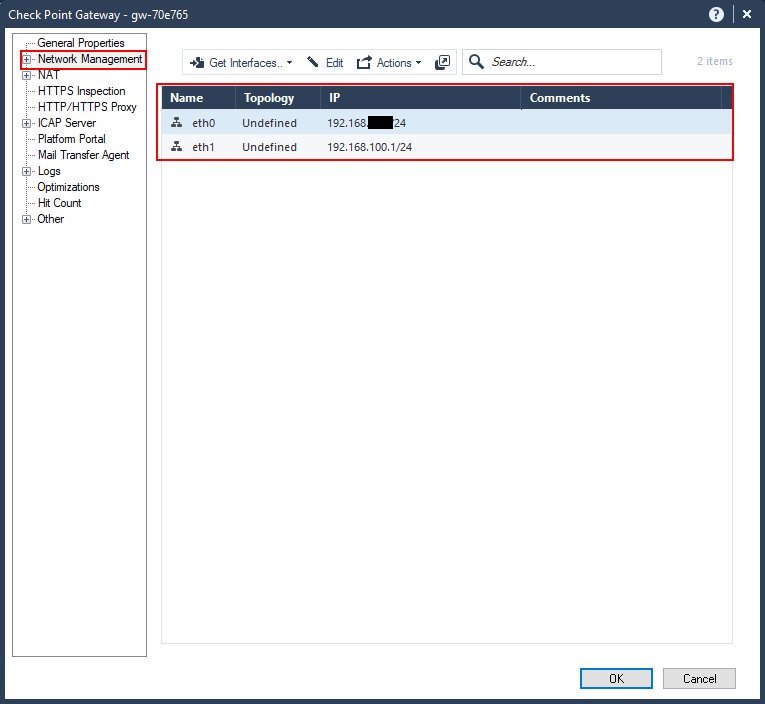 Check Point Gateway - gw-70e765
General Properties
Network Management
NAT
HTTPS Inspection
HTTP/HTTPS Proxy
ICAP Server
Platform Portal
Mail Transfer Agent
Logs
Optimizations
Hit Count
Other
Get Interfaces.. Edit Actions Search... 2 items
Name Topology IP Comments
eth0 Undefined 192.168. /24
eth1 Undefined 192.168.100.1/24
OK Cancel